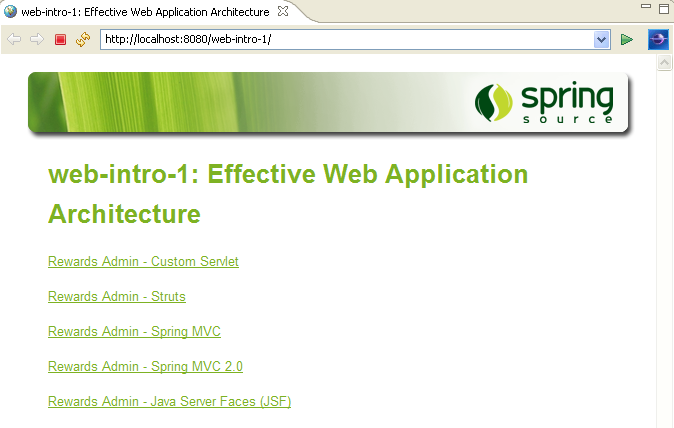 web-intro-1: Effective Web Application Architecture
http://localhost:8080/web-intro-1/
spring
source
web-intro-1: Effective Web Application
Architecture
Rewards Admin - Custom Servlet
Rewards Admin - Struts
Rewards Admin - Spring MVC
Rewards Admin - Spring MVC 2.0
Rewards Admin - Java Server Faces (JSF)